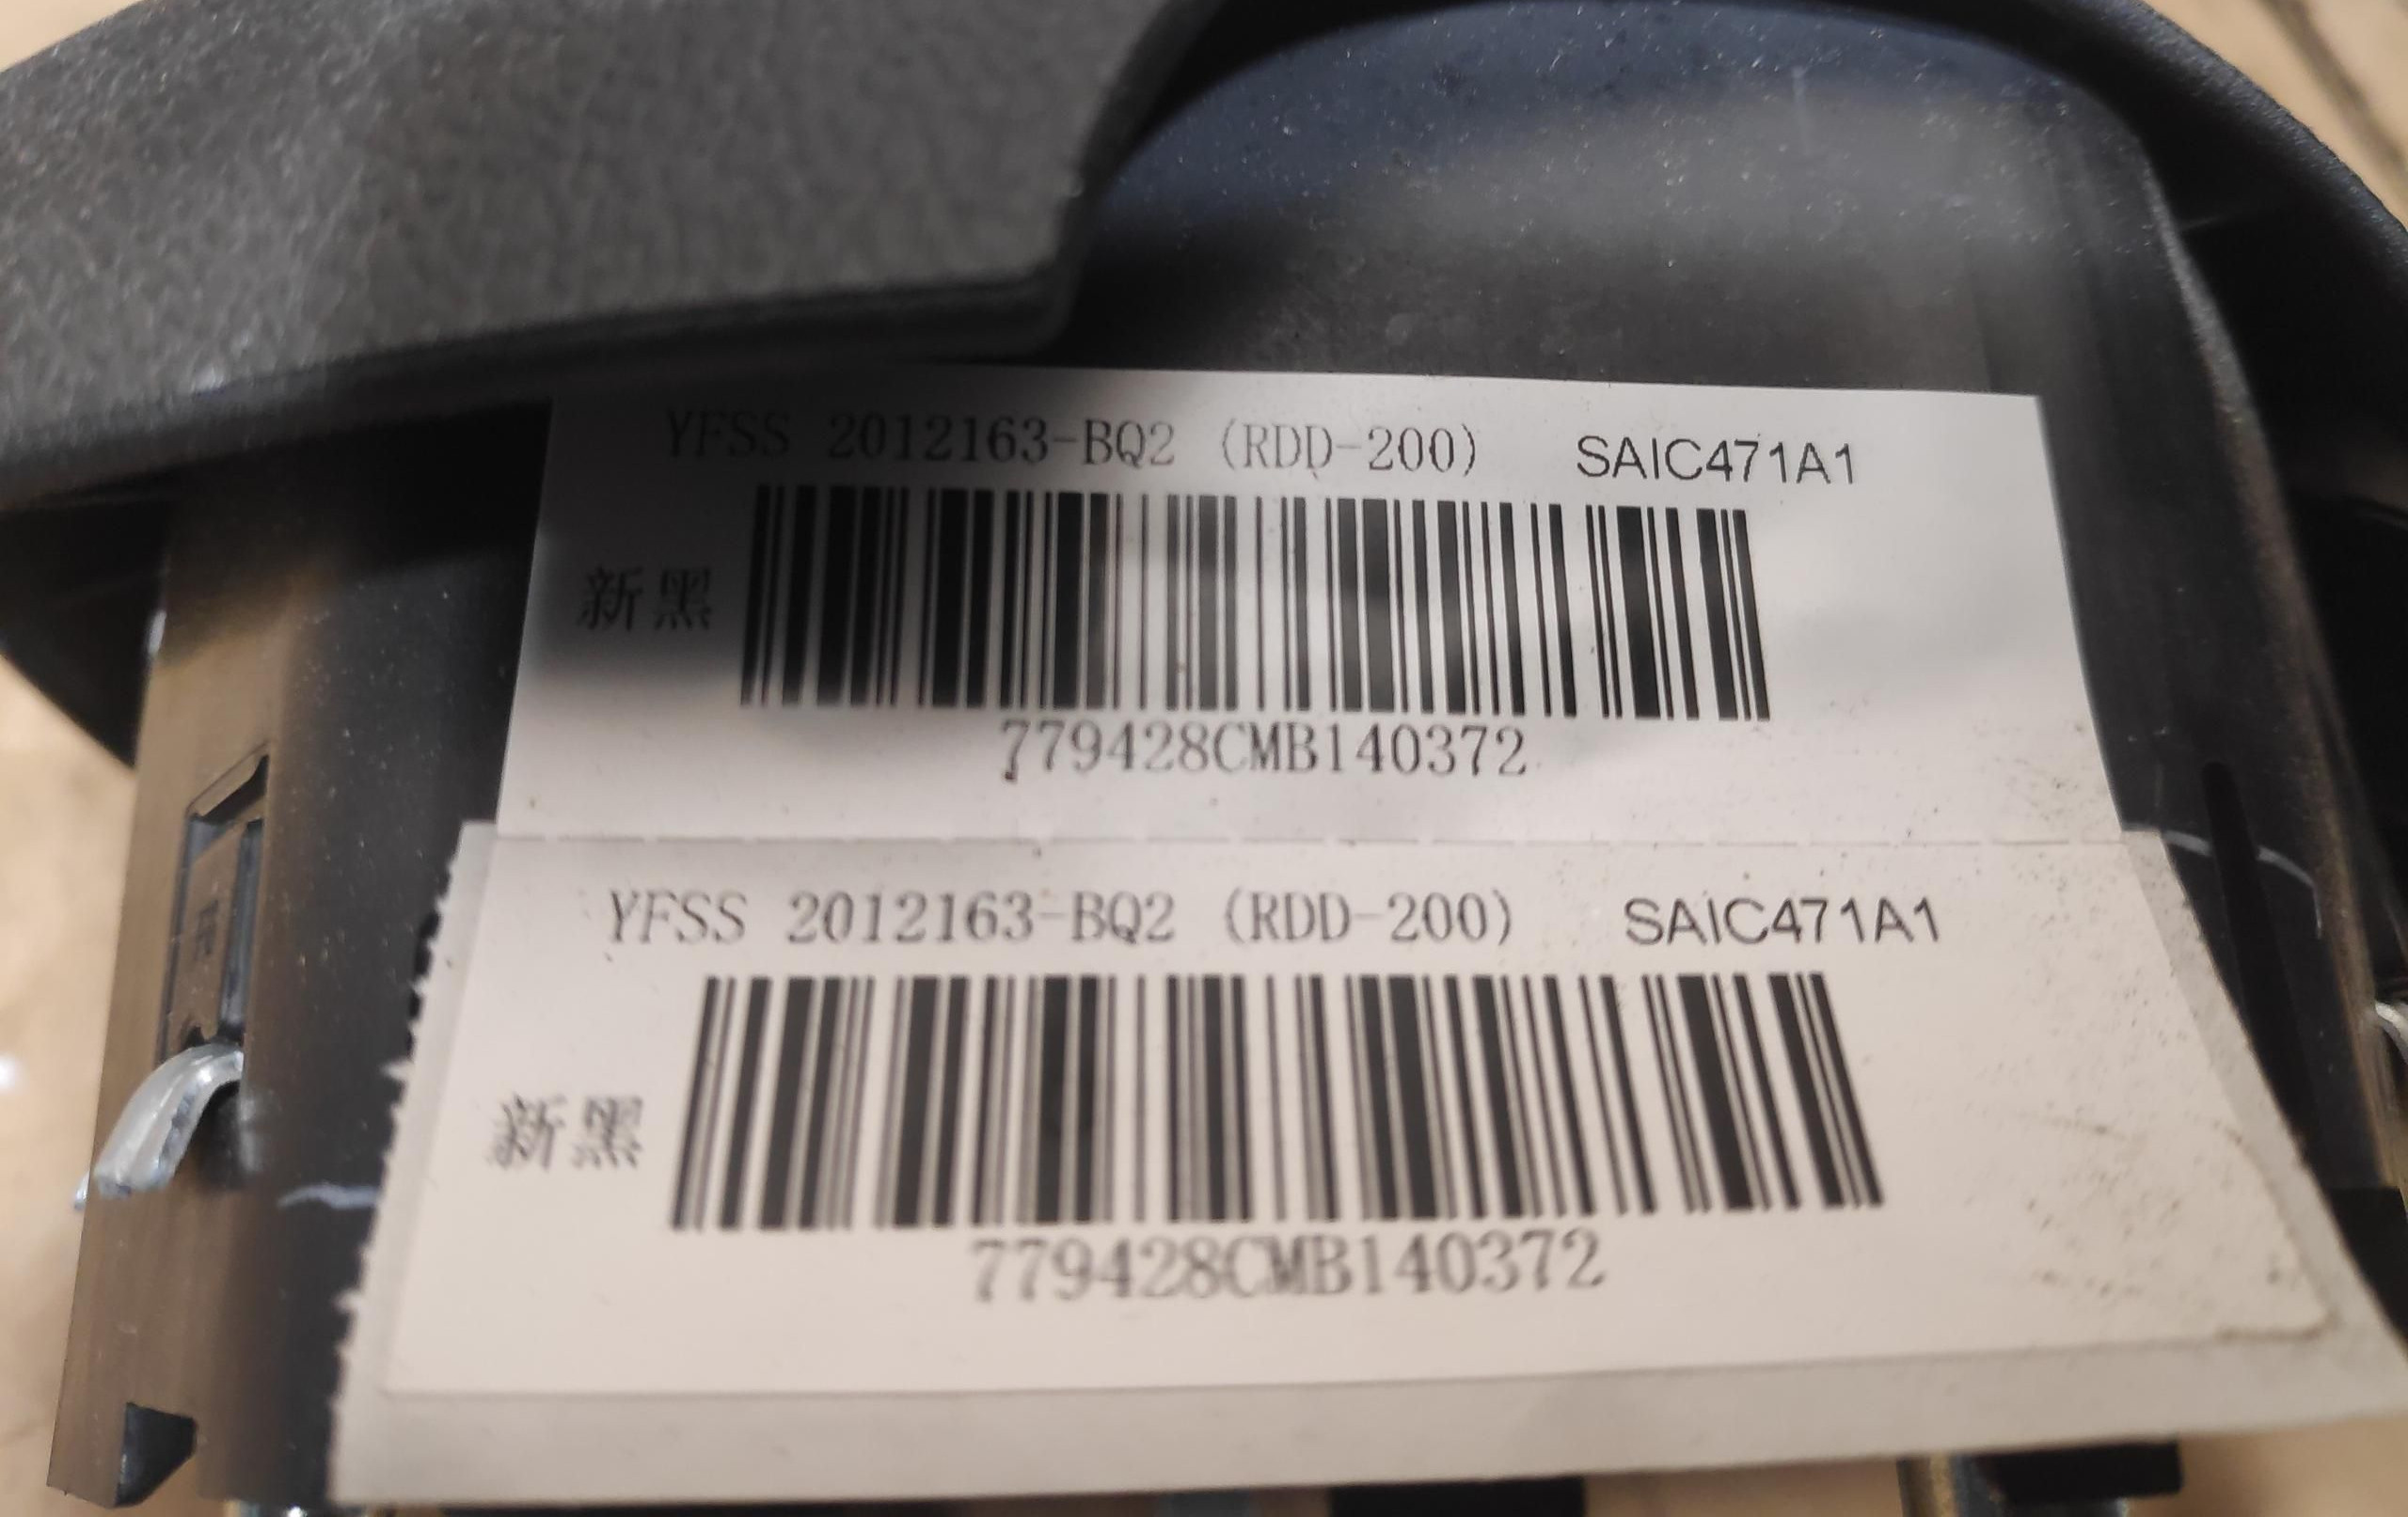 YFSS 2012163-BQ2 (RDD-200) SAIC471A1
新黑
779428CMB140372
YFSS 2012163-BQ2 (RDD-200) SAIC471A1
新黑
779428CMB140372